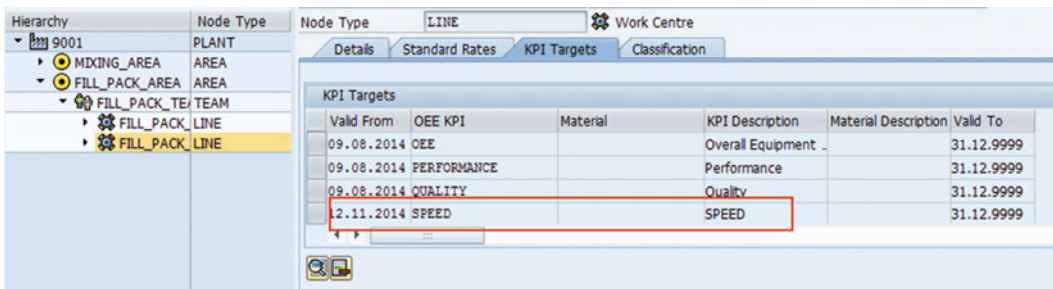 Hierarchy Node Type
9001 PLANT
MIXING_AREA AREA
FILL_PACK_AREA AREA
FILL_PACK_TEA TEAM
FILL_PACK_ LINE
FILL_PACK_ LINE
Node Type LINE Work Centre
Details Standard Rates KPI Targets Classification
KPI Targets
Valid From OEE KPI Material KPI Description Material Description Valid To
09.08.2014 OEE Overall Equipment .. 31.12.9999
09.08.2014 PERFORMANCE Performance 31.12.9999
09.08.2014 QUALITY Quality 31.12.9999
12.11.2014 SPEED SPEED 31.12.9999